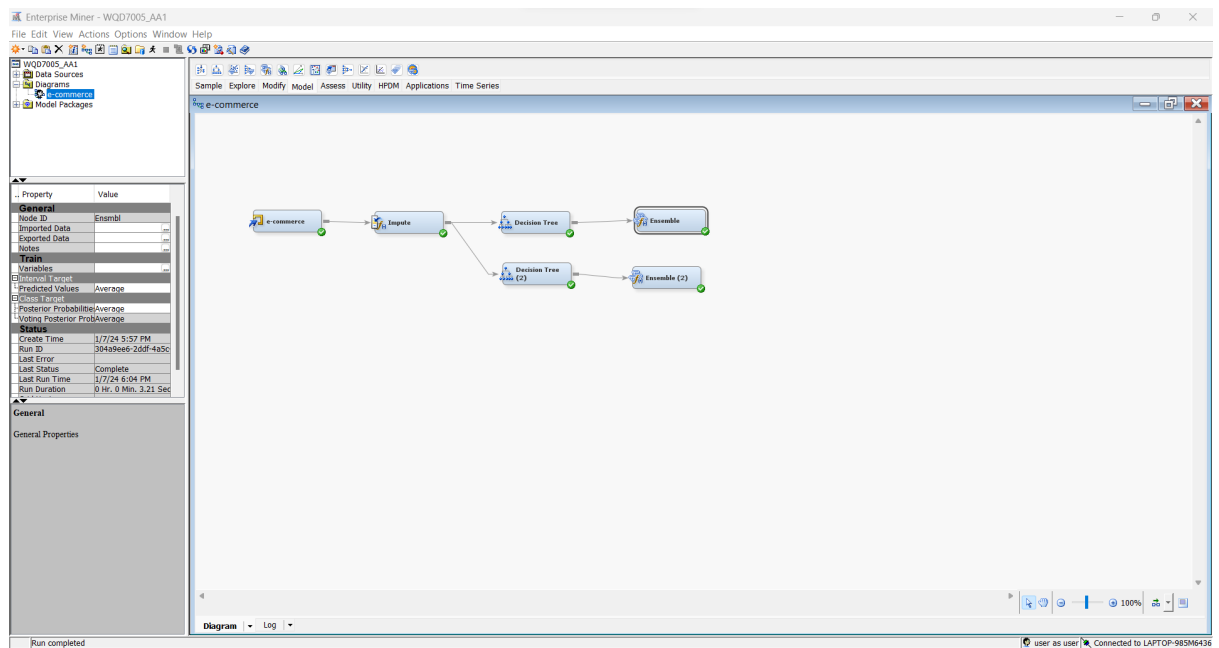 Enterprise Miner - WQD7005_AA1
File Edit View Actions Options Window Help
WQD7005_AA1
Data Sources
Diagrams
e-commerce
Model Packages
Sample Explore Modify Model Assess Utility HPDM Applications Time Series
e-commerce
.. Property Value
General
Node ID Ensmbl
Imported Data ...
Exported Data ...
Notes ...
Train
Variables ...
Interval Target
Predicted Values Average
Class Target
Posterior Probabilitie Average
Voting Posterior Prob Average
Status
Create Time 1/7/24 5:57 PM
Run ID 304a9ee6-2ddf-4a5c
Last Error
Last Status Complete
Last Run Time 1/7/24 6:04 PM
Run Duration 0 Hr. 0 Min. 3.21 Sec
General
General Properties
e-commerce
Impute
Decision Tree
Ensemble
Decision Tree
(2)
Ensemble (2)
100%
Diagram Log
Run completed
user as user Connected to LAPTOP-985M6436